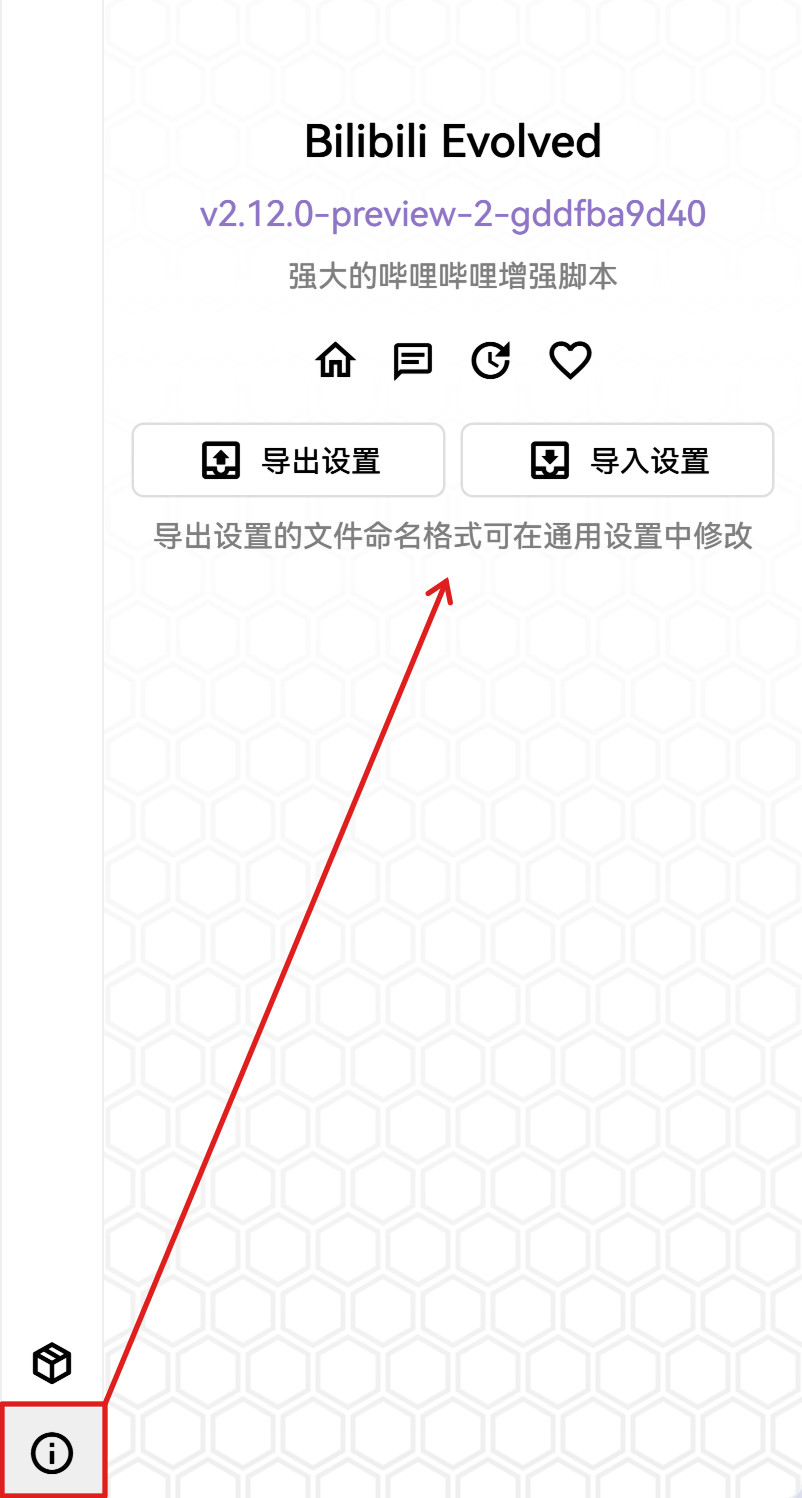 Bilibili Evolved
v2.12.0-preview-2-gddfba9d40
强大的哔哩哔哩增强脚本
导出设置
导入设置
导出设置的文件命名格式可在通用设置中修改